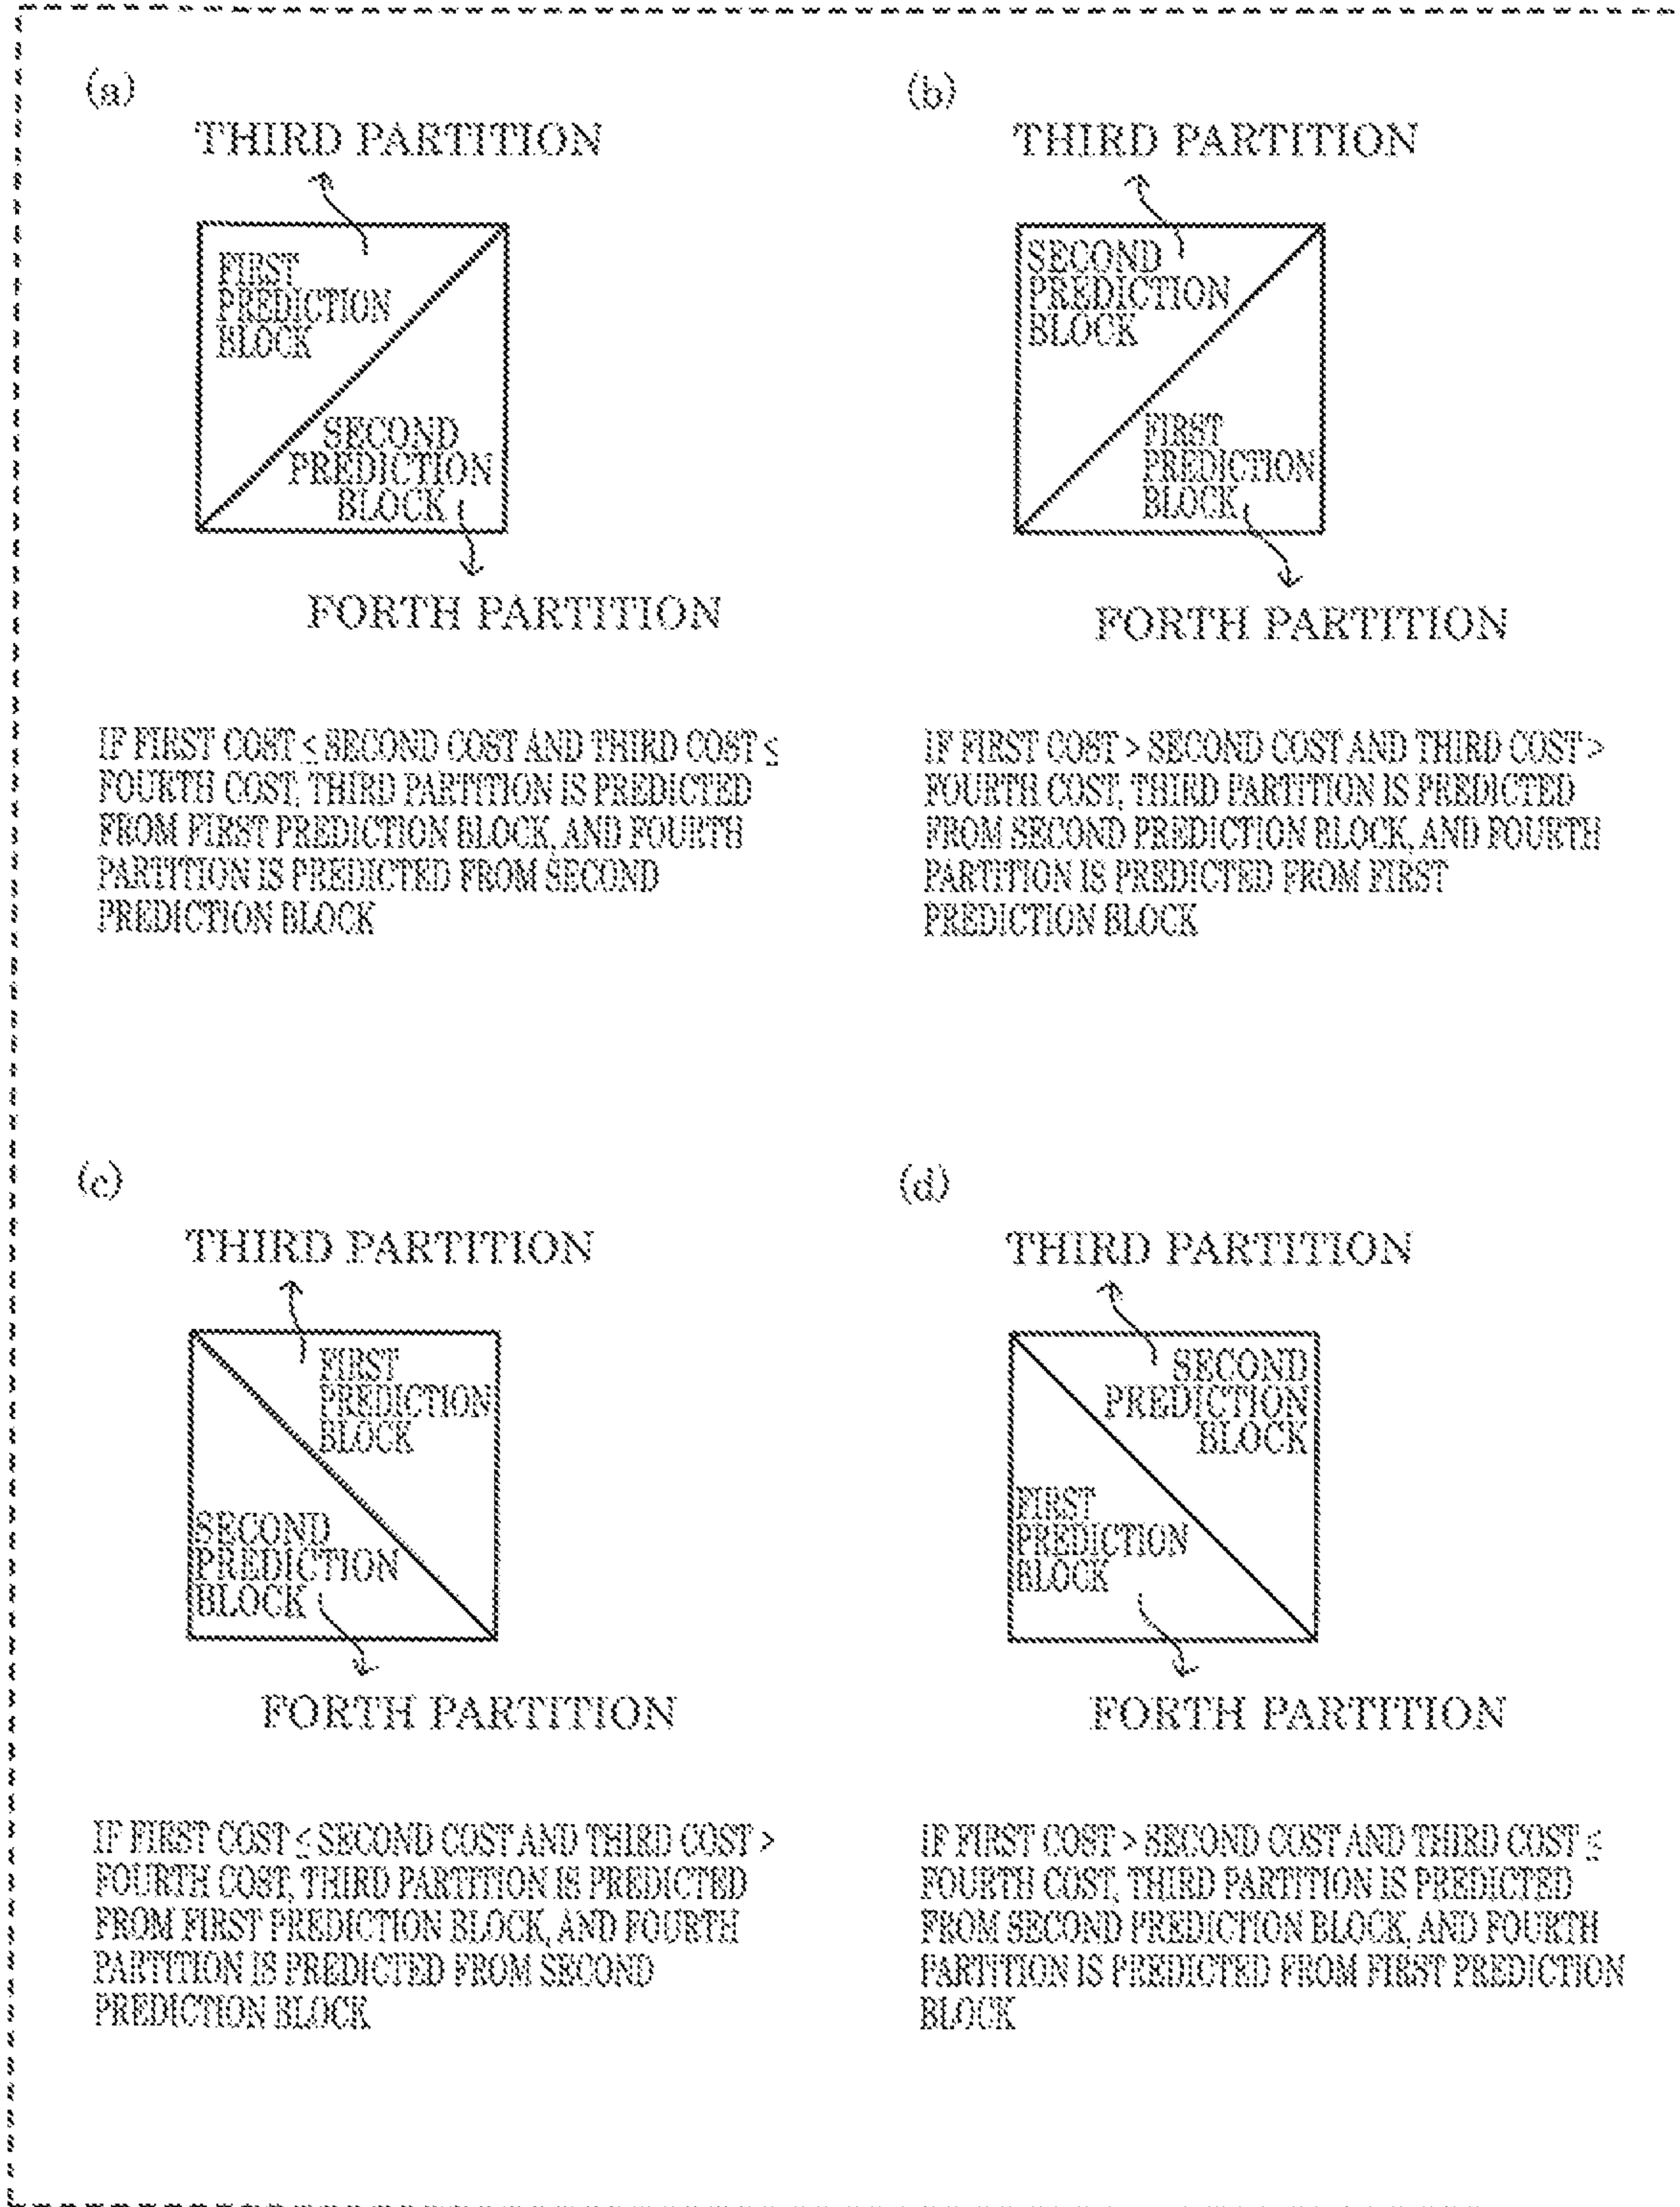 (a)
THIRD PARTITION
FIRST
PREDICTION
BLOCK
SECOND
PREDICTION
BLOCK
FORTH PARTITION
IF FIRST COST ≤ SECOND COST AND THIRD COST ≤
FOURTH COST, THIRD PARTITION IS PREDICTED
FROM FIRST PREDICTION BLOCK, AND FOURTH
PARTITION IS PREDICTED FROM SECOND
PREDICTION BLOCK
(b)
THIRD PARTITION
SECOND
PREDICTION
BLOCK
FIRST
PREDICTION
BLOCK
FORTH PARTITION
IF FIRST COST > SECOND COST AND THIRD COST >
FOURTH COST, THIRD PARTITION IS PREDICTED
FROM SECOND PREDICTION BLOCK, AND FOURTH
PARTITION IS PREDICTED FROM FIRST
PREDICTION BLOCK
(c)
THIRD PARTITION
FIRST
PREDICTION
BLOCK
SECOND
PREDICTION
BLOCK
FORTH PARTITION
IF FIRST COST ≤ SECOND COST AND THIRD COST >
FOURTH COST, THIRD PARTITION IS PREDICTED
FROM FIRST PREDICTION BLOCK, AND FOURTH
PARTITION IS PREDICTED FROM SECOND
PREDICTION BLOCK
(d)
THIRD PARTITION
SECOND
PREDICTION
BLOCK
FIRST
PREDICTION
BLOCK
FORTH PARTITION
IF FIRST COST > SECOND COST AND THIRD COST ≤
FOURTH COST, THIRD PARTITION IS PREDICTED
FROM SECOND PREDICTION BLOCK, AND FOURTH
PARTITION IS PREDICTED FROM FIRST PREDICTION
BLOCK